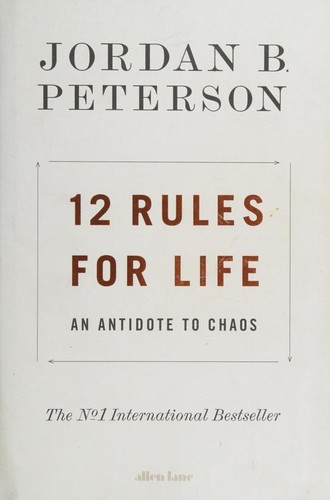 JORDAN B.
PETERSON
12 RULES
FOR LIFE
AN ANTIDOTE TO CHAOS
The №1 International Bestseller
allen lane